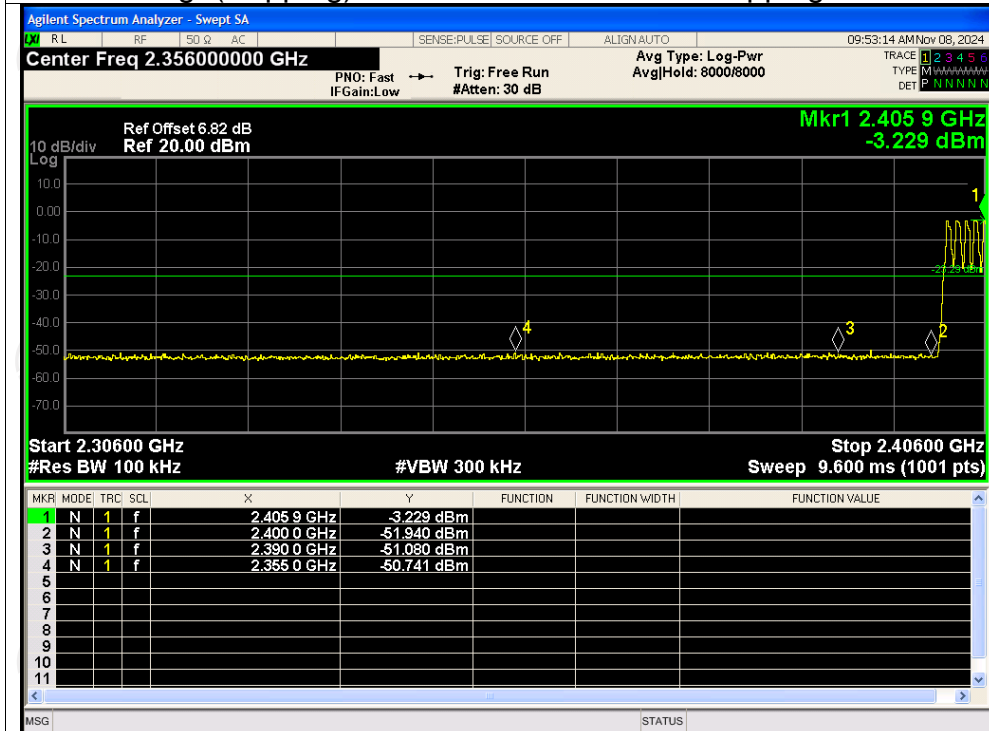 Agilent Spectrum Analyzer - Swept SA
LXI RL RF 50 Ω AC SENSE:PULSE SOURCE OFF ALIGN AUTO 09:53:14 AM Nov 08, 2024
Center Freq 2.356000000 GHz
PNO: Fast
IFGain:Low
Trig: Free Run
#Atten: 30 dB
Avg Type: Log-Pwr
Avg|Hold: 8000/8000
TRACE 1 2 3 4 5 6
TYPE M W W W W W
DET P N N N N N
Mkr1 2.405 9 GHz
-3.229 dBm
Ref Offset 6.82 dB
10 dB/div Ref 20.00 dBm
Log
10.0
0.00
-10.0
-20.0
-30.0
-40.0
-50.0
-60.0
-70.0
1
4
3
2
Start 2.30600 GHz Stop 2.40600 GHz
#Res BW 100 kHz #VBW 300 kHz Sweep 9.600 ms (1001 pts)
MKR MODE TRC SCL X Y FUNCTION FUNCTION WIDTH FUNCTION VALUE
1 N 1 f 2.405 9 GHz -3.229 dBm
2 N 1 f 2.400 0 GHz -51.940 dBm
3 N 1 f 2.390 0 GHz -51.080 dBm
4 N 1 f 2.355 0 GHz -50.741 dBm
5
6
7
8
9
10
11
MSG STATUS